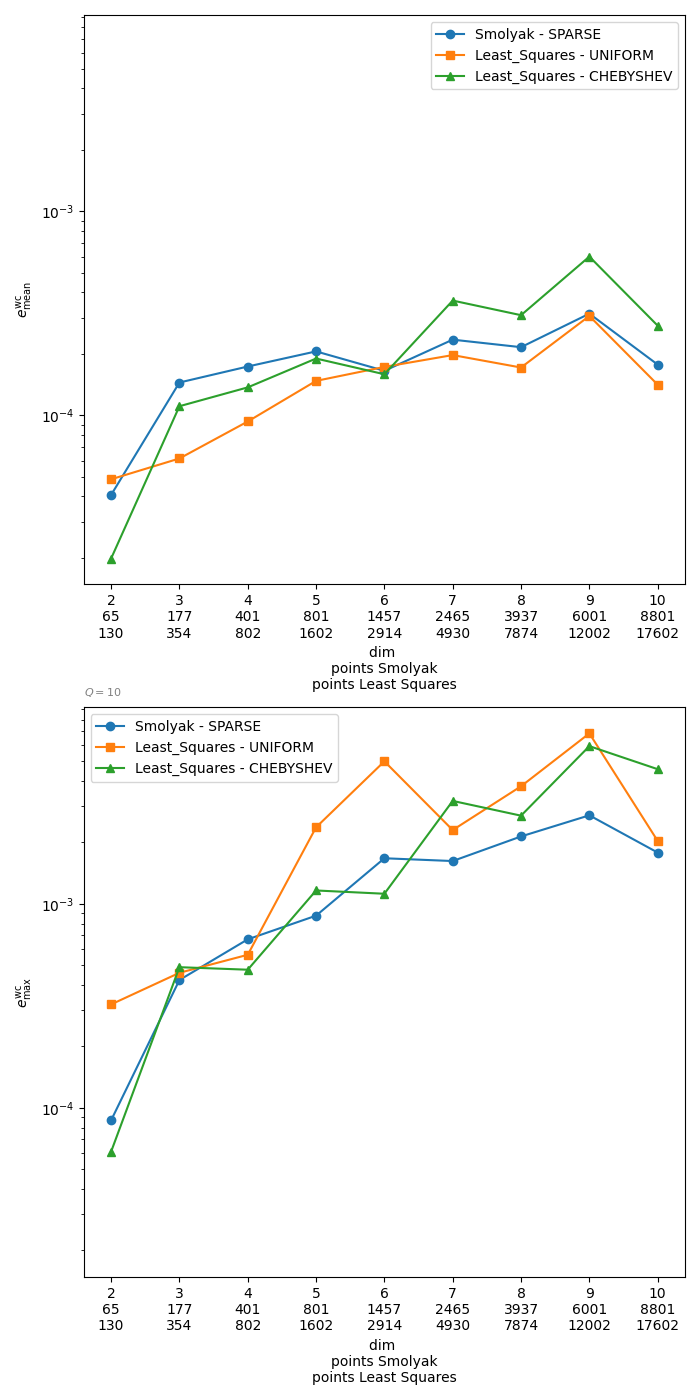 Smolyak - SPARSE
Least_Squares - UNIFORM
Least_Squares - CHEBYSHEV
10⁻³
10⁻⁴
e^wc_mean
2 3 4 5 6 7 8 9 10
65 177 401 801 1457 2465 3937 6001 8801
130 354 802 1602 2914 4930 7874 12002 17602
dim
points Smolyak
points Least Squares
Q = 10
Smolyak - SPARSE
Least_Squares - UNIFORM
Least_Squares - CHEBYSHEV
10⁻³
10⁻⁴
e^wc_max
2 3 4 5 6 7 8 9 10
65 177 401 801 1457 2465 3937 6001 8801
130 354 802 1602 2914 4930 7874 12002 17602
dim
points Smolyak
points Least Squares